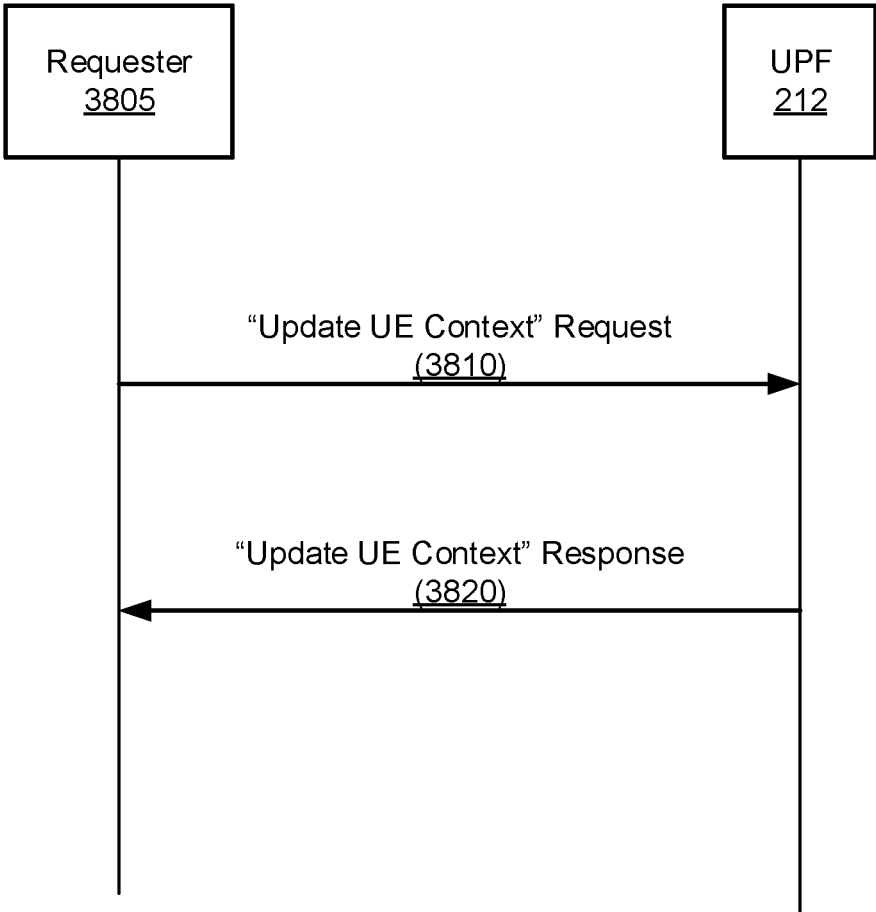 Requester
3805
UPF
212
“Update UE Context” Request
(3810)
“Update UE Context” Response
(3820)